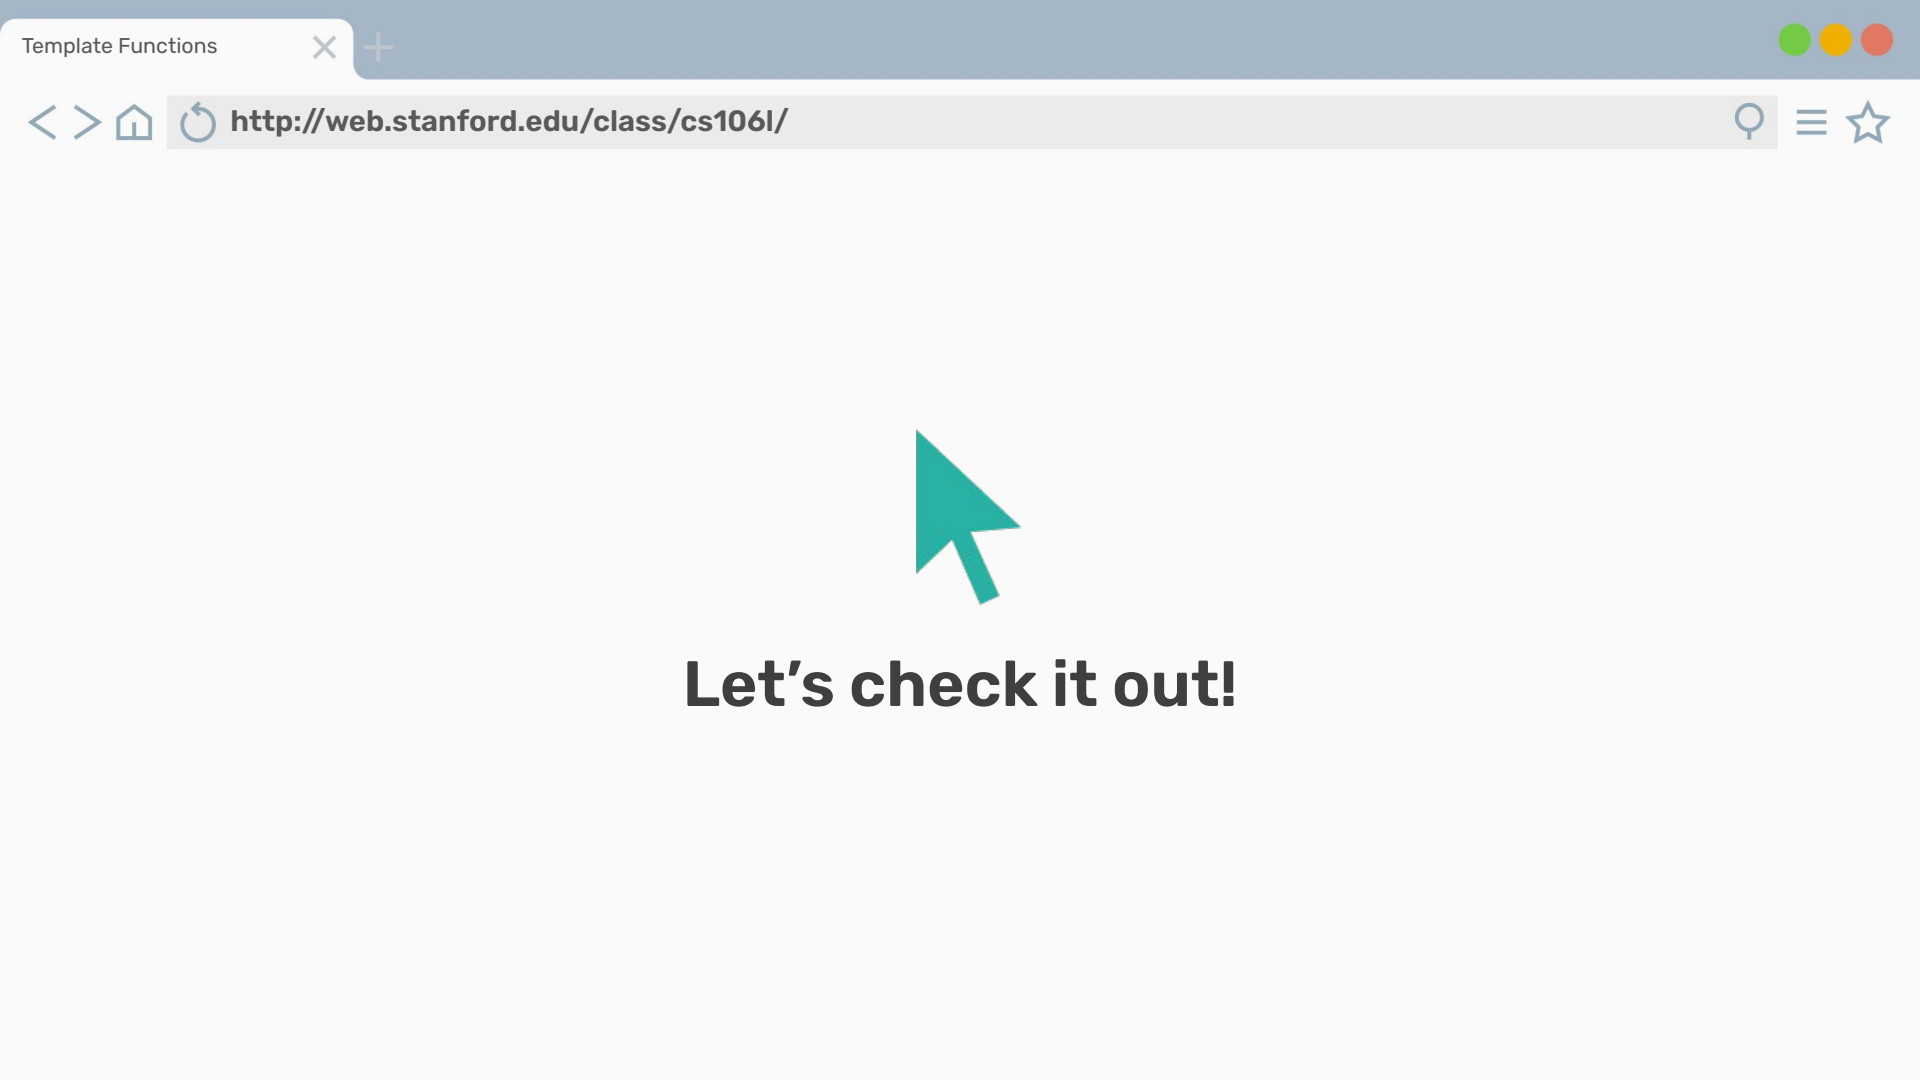 Template Functions
http://web.stanford.edu/class/cs106l/
Let’s check it out!